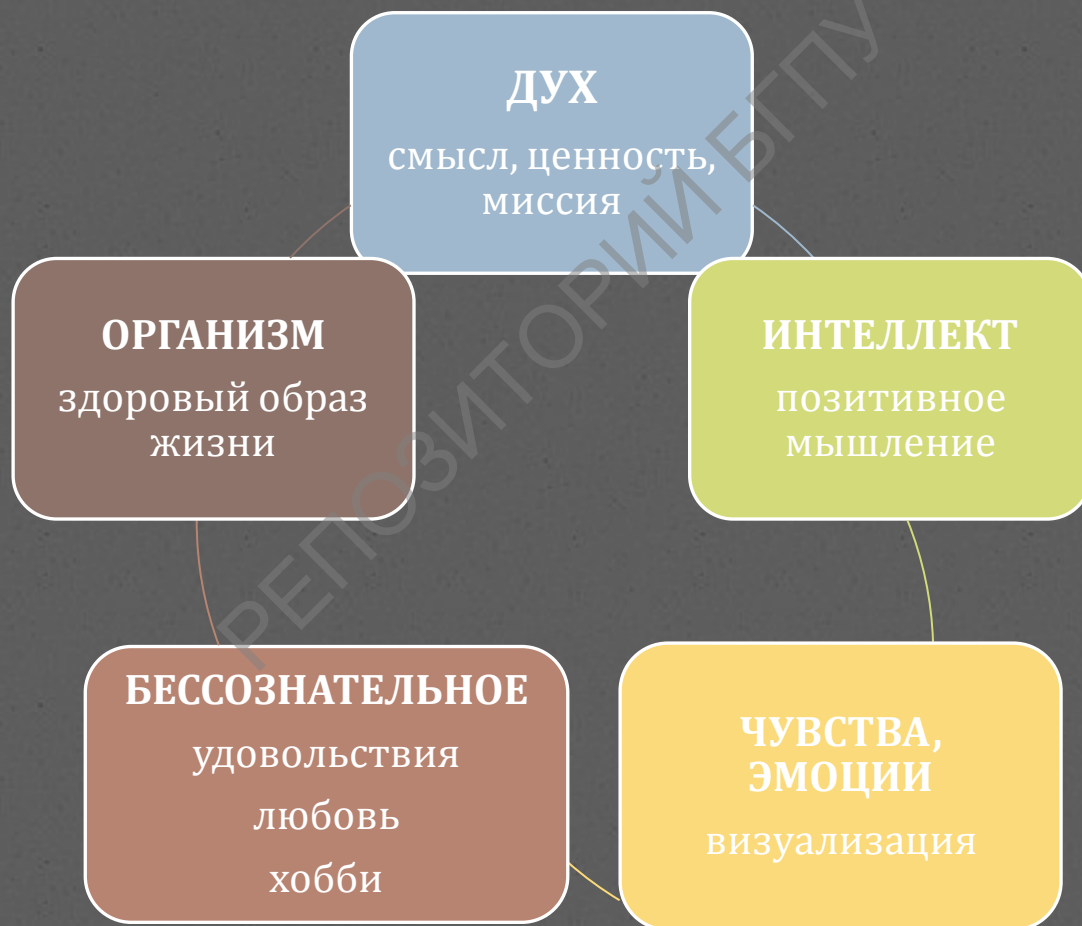 ДУХ
смысл, ценность,
миссия
ОРГАНИЗМ
здоровый образ
жизни
ИНТЕЛЛЕКТ
позитивное
мышление
БЕССОЗНАТЕЛЬНОЕ
удовольствия
любовь
хобби
ЧУВСТВА,
ЭМОЦИИ
визуализация
РЕПОЗИТОРИЙ БГПУ